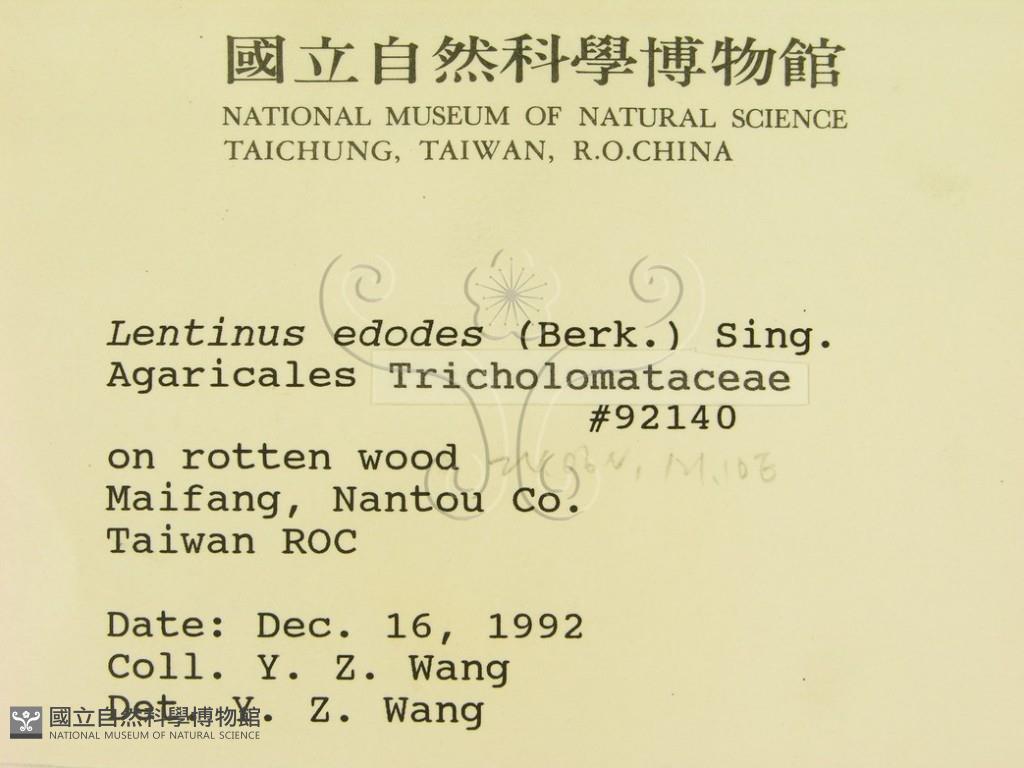 國立自然科學博物館
NATIONAL MUSEUM OF NATURAL SCIENCE
TAICHUNG, TAIWAN, R.O.CHINA
Lentinus edodes (Berk.) Sing.
Agaricales Tricholomataceae
#92140
on rotten wood
Maifang, Nantou Co.
Taiwan ROC
Date: Dec. 16, 1992
Coll. Y. Z. Wang
Det. Y. Z. Wang
國立自然科學博物館
NATIONAL MUSEUM OF NATURAL SCIENCE